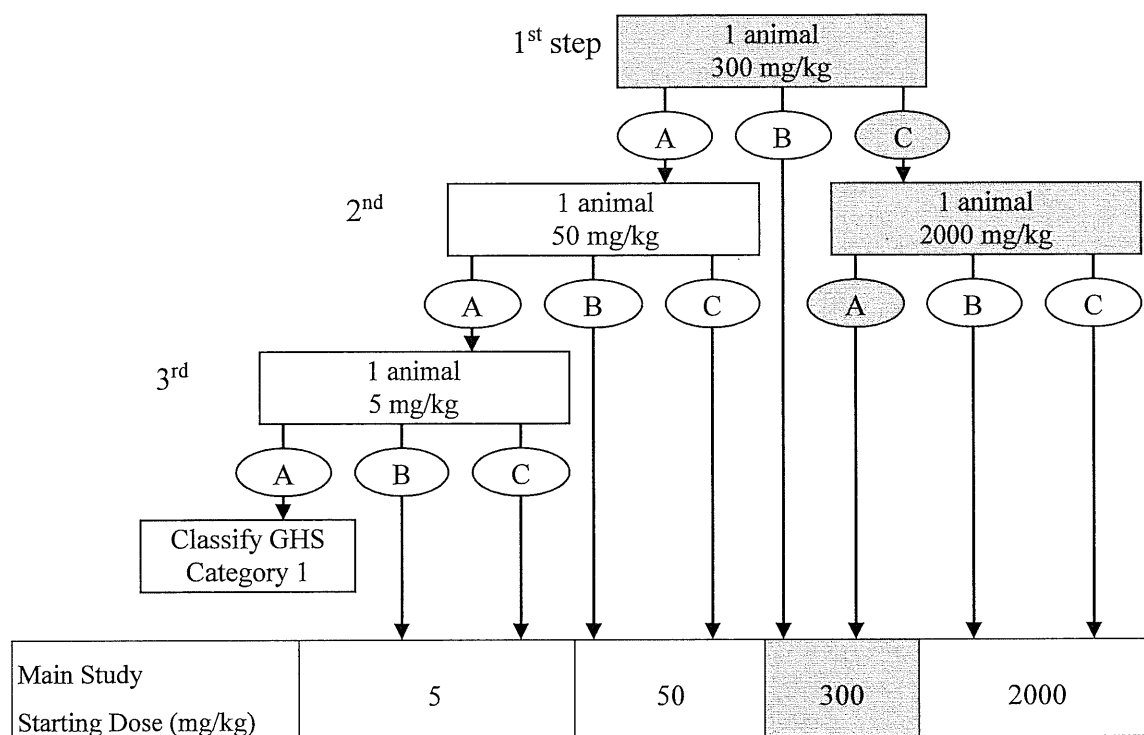 1st step
1 animal
300 mg/kg
A
B
C
2nd
1 animal
50 mg/kg
1 animal
2000 mg/kg
A
B
C
A
B
C
3rd
1 animal
5 mg/kg
A
B
C
Classify GHS
Category 1
Main Study
Starting Dose (mg/kg)
5
50
300
2000